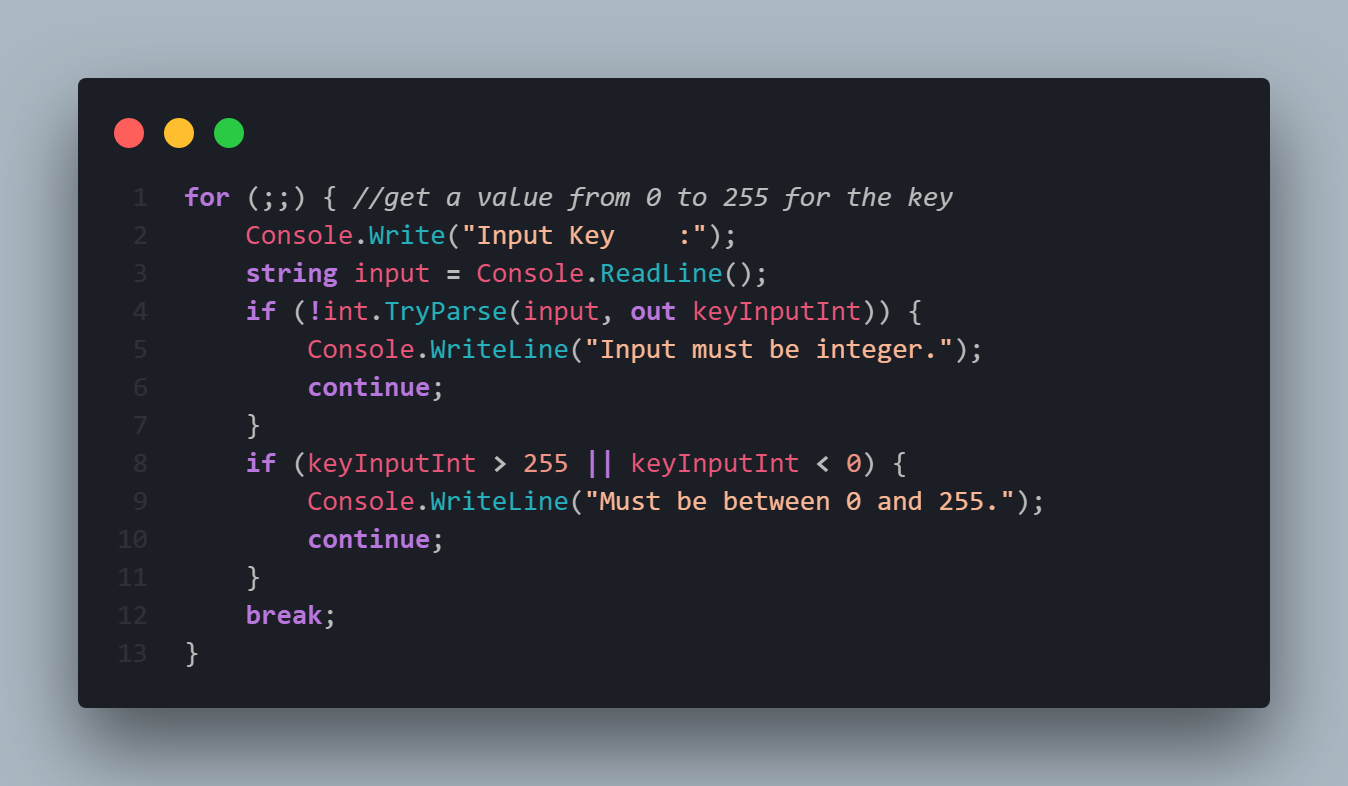 1 for (;;) { //get a value from 0 to 255 for the key
2     Console.Write("Input Key    :");
3     string input = Console.ReadLine();
4     if (!int.TryParse(input, out keyInputInt)) {
5         Console.WriteLine("Input must be integer.");
6         continue;
7     }
8     if (keyInputInt > 255 || keyInputInt < 0) {
9         Console.WriteLine("Must be between 0 and 255.");
10         continue;
11     }
12     break;
13 }